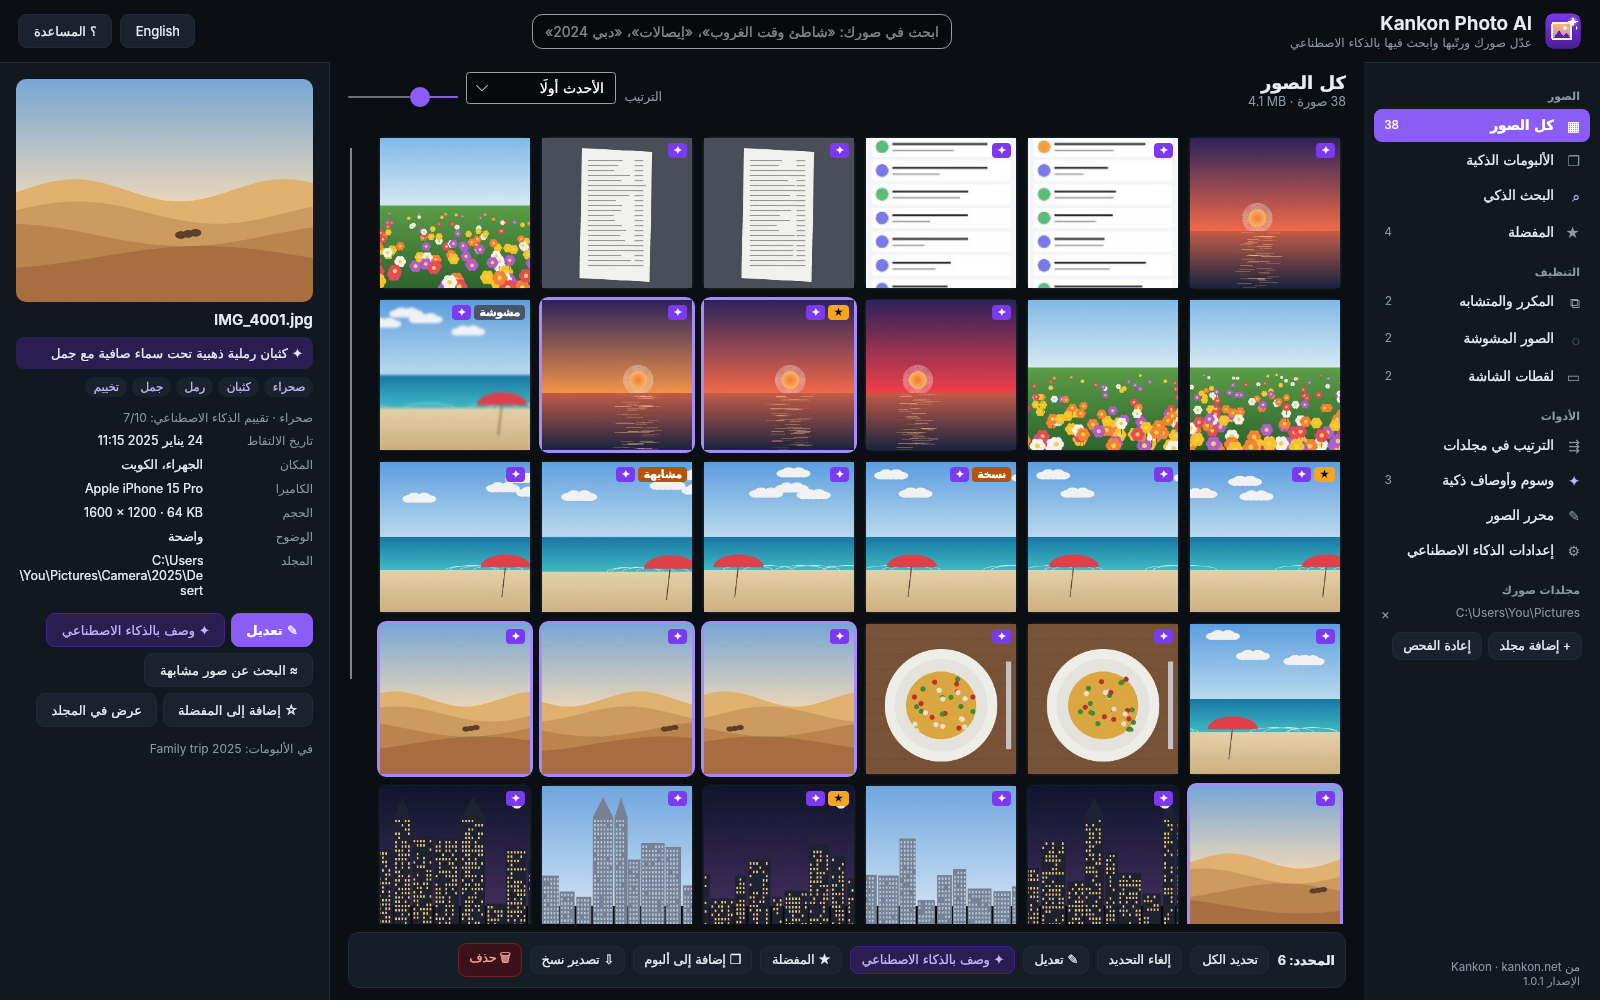 Kankon Photo AI
عدّل صورك ورتّبها وابحث فيها بالذكاء الاصطناعي
ابحث في صورك: «شاطئ وقت الغروب»، «إيصالات»، «دبي 2024»
English
؟ المساعدة
الصور
كل الصور 38
الألبومات الذكية
البحث الذكي
المفضلة 4
التنظيف
المكرر والمتشابه 2
الصور المشوشة 2
لقطات الشاشة 2
الأدوات
الترتيب في مجلدات
وسوم وأوصاف ذكية 3
محرر الصور
إعدادات الذكاء الاصطناعي
مجلدات صورك
C:\Users\You\Pictures ×
+ إضافة مجلد
إعادة الفحص
من Kankon · kankon.net
الإصدار 1.0.1
كل الصور
38 صورة · 4.1 MB
الترتيب
الأحدث أولًا
مشوشة
نسخة
مشابهة
المحدد: 6
تحديد الكل
إلغاء التحديد
✎ تعديل
✦ وصف بالذكاء الاصطناعي
★ المفضلة
❐ إضافة إلى ألبوم
⇩ تصدير نسخ
🗑 حذف
IMG_4001.jpg
✦ كثبان رملية ذهبية تحت سماء صافية مع جمل
صحراء كثبان رمل جمل تخييم
صحراء · تقييم الذكاء الاصطناعي: 7/10
تاريخ الالتقاط 24 يناير 2025 11:15
المكان الجهراء، الكويت
الكاميرا Apple iPhone 15 Pro
الحجم 1600 × 1200 · 64 KB
الوضوح واضحة
المجلد C:\Users
\You\Pictures\Camera\2025\De
sert
✎ تعديل
✦ وصف بالذكاء الاصطناعي
≈ البحث عن صور مشابهة
☆ إضافة إلى المفضلة
عرض في المجلد
في الألبومات: Family trip 2025